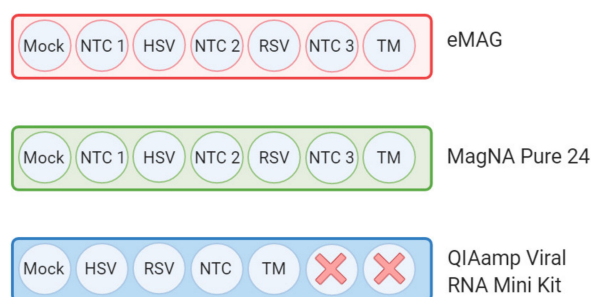 Mock NTC 1 HSV NTC 2 RSV NTC 3 TM eMAG
Mock NTC 1 HSV NTC 2 RSV NTC 3 TM MagNA Pure 24
Mock HSV RSV NTC TM QIAamp Viral
RNA Mini Kit